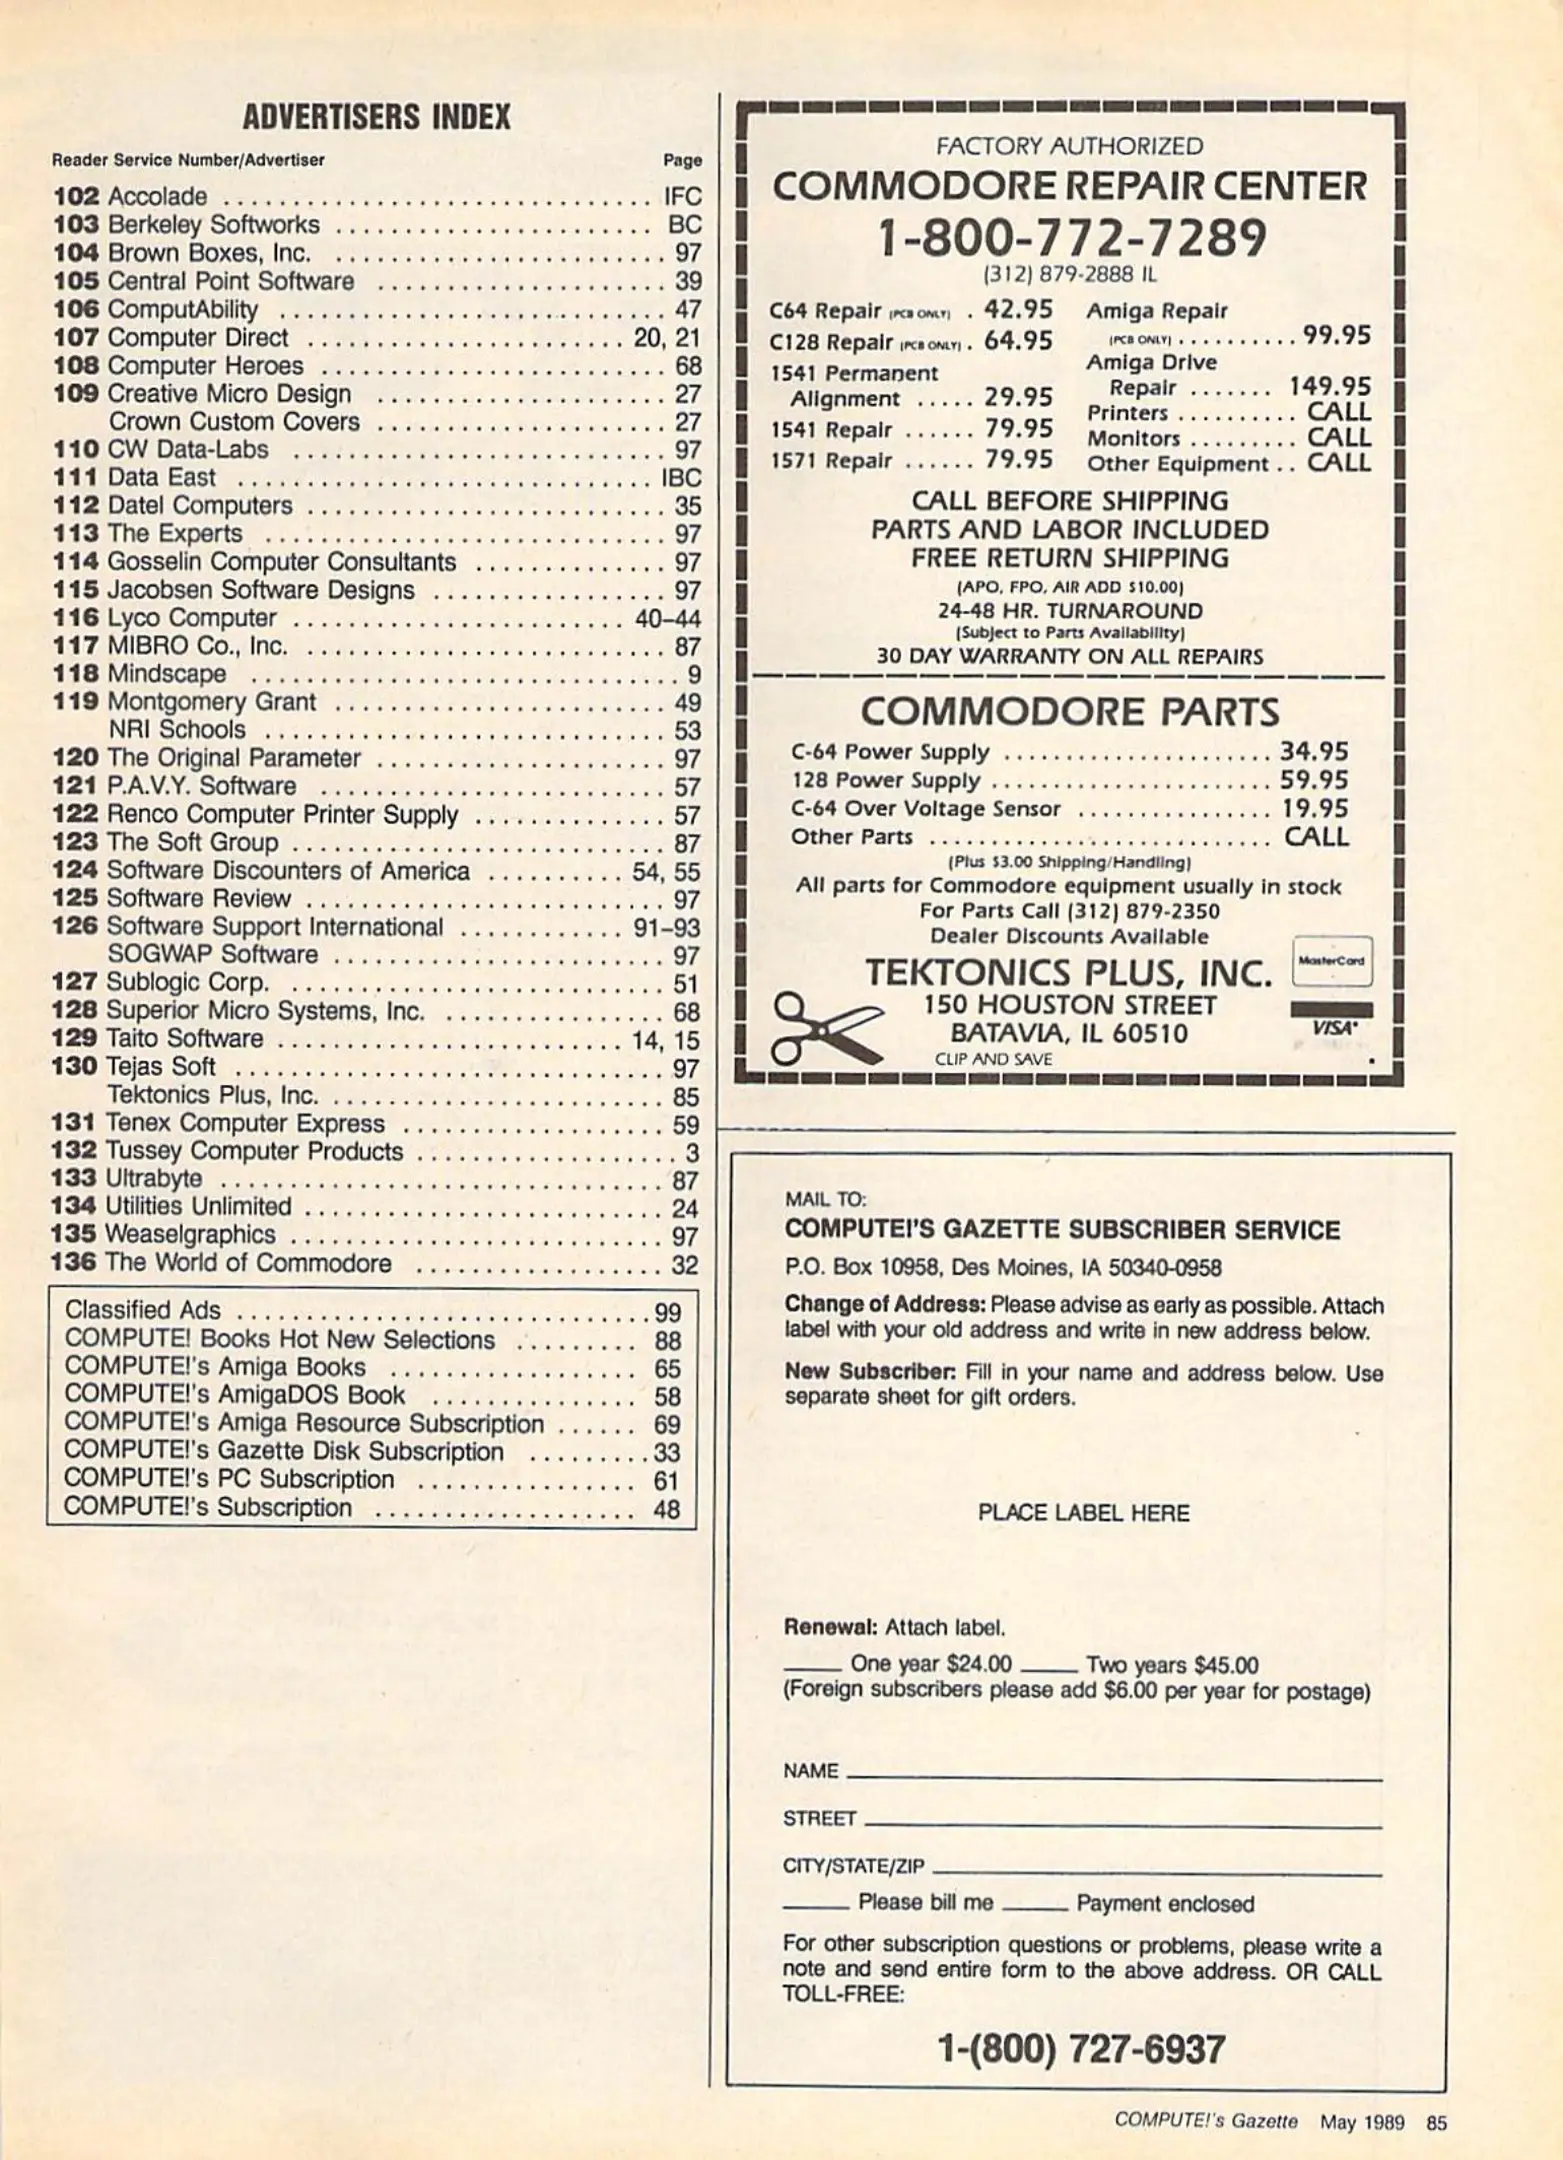 ADVERTISERS INDEX
Reader Service Number/Advertiser Page
102 Accolade ............................... IFC
103 Berkeley Softworks ....................... BC
104 Brown Boxes, Inc. ........................ 97
105 Central Point Software ..................... 39
106 ComputAbility ............................ 47
107 Computer Direct ....................... 20, 21
108 Computer Heroes ......................... 68
109 Creative Micro Design ..................... 27
Crown Custom Covers ..................... 27
110 CW Data-Labs ........................... 97
111 Data East .............................. IBC
112 Datel Computers .......................... 35
113 The Experts ............................. 97
114 Gosselin Computer Consultants .............. 97
115 Jacobsen Software Designs ................. 97
116 Lyco Computer ........................ 40–44
117 MIBRO Co., Inc. .......................... 87
118 Mindscape ............................... 9
119 Montgomery Grant ........................ 49
NRI Schools ............................. 53
120 The Original Parameter ..................... 97
121 P.A.V.Y. Software ......................... 57
122 Renco Computer Printer Supply .............. 57
123 The Soft Group ........................... 87
124 Software Discounters of America .......... 54, 55
125 Software Review .......................... 97
126 Software Support International ............ 91–93
SOGWAP Software ........................ 97
127 Sublogic Corp. ........................... 51
128 Superior Micro Systems, Inc. ................ 68
129 Taito Software ......................... 14, 15
130 Tejas Soft ............................... 97
Tektonics Plus, Inc. ........................ 85
131 Tenex Computer Express ................... 59
132 Tussey Computer Products ................... 3
133 Ultrabyte ................................ 87
134 Utilities Unlimited .......................... 24
135 Weaselgraphics ........................... 97
136 The World of Commodore .................. 32
Classified Ads .............................. 99
COMPUTE! Books Hot New Selections ......... 88
COMPUTE!'s Amiga Books .................. 65
COMPUTE!'s AmigaDOS Book ............... 58
COMPUTE!'s Amiga Resource Subscription ...... 69
COMPUTE!'s Gazette Disk Subscription ......... 33
COMPUTE!'s PC Subscription ................ 61
COMPUTE!'s Subscription ................... 48
FACTORY AUTHORIZED
COMMODORE REPAIR CENTER
1-800-772-7289
(312) 879-2888 IL
C64 Repair (PCB ONLY) . 42.95
C128 Repair (PCB ONLY) . 64.95
1541 Permanent
Alignment ..... 29.95
1541 Repair ...... 79.95
1571 Repair ...... 79.95
Amiga Repair
(PCB ONLY) .......... 99.95
Amiga Drive
Repair ....... 149.95
Printers .......... CALL
Monitors ......... CALL
Other Equipment .. CALL
CALL BEFORE SHIPPING
PARTS AND LABOR INCLUDED
FREE RETURN SHIPPING
(APO, FPO, AIR ADD $10.00)
24-48 HR. TURNAROUND
(Subject to Parts Availability)
30 DAY WARRANTY ON ALL REPAIRS
COMMODORE PARTS
C-64 Power Supply ...................... 34.95
128 Power Supply ....................... 59.95
C-64 Over Voltage Sensor ................ 19.95
Other Parts ............................ CALL
(Plus $3.00 Shipping/Handling)
All parts for Commodore equipment usually in stock
For Parts Call (312) 879-2350
Dealer Discounts Available
TEKTONICS PLUS, INC.
150 HOUSTON STREET
BATAVIA, IL 60510
CLIP AND SAVE
MasterCard
VISA
MAIL TO:
COMPUTE!'S GAZETTE SUBSCRIBER SERVICE
P.O. Box 10958, Des Moines, IA 50340-0958
Change of Address: Please advise as early as possible. Attach
label with your old address and write in new address below.
New Subscriber: Fill in your name and address below. Use
separate sheet for gift orders.
PLACE LABEL HERE
Renewal: Attach label.
____ One year $24.00 ____ Two years $45.00
(Foreign subscribers please add $6.00 per year for postage)
NAME
STREET
CITY/STATE/ZIP
____ Please bill me ____ Payment enclosed
For other subscription questions or problems, please write a
note and send entire form to the above address. OR CALL
TOLL-FREE:
1-(800) 727-6937
COMPUTE!'s Gazette May 1989 85